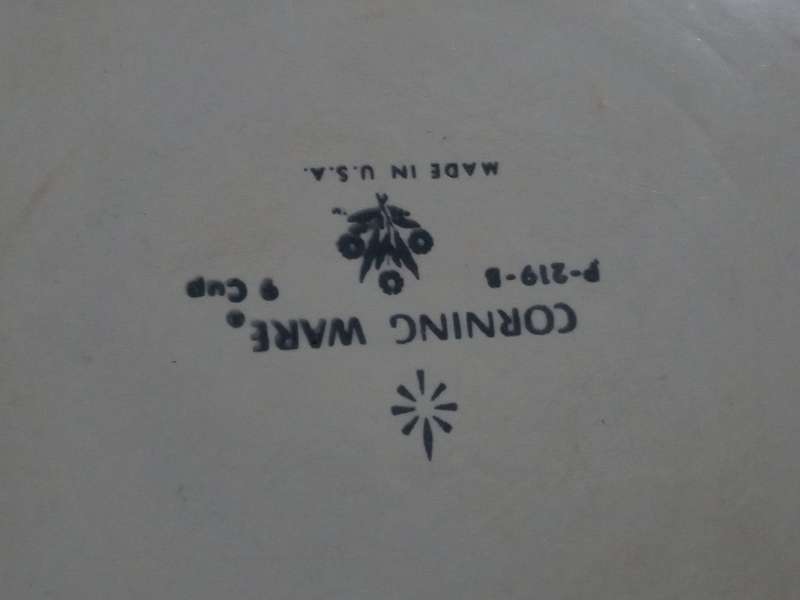 CORNING WARE®
P-219-B 9 Cup
MADE IN U.S.A.